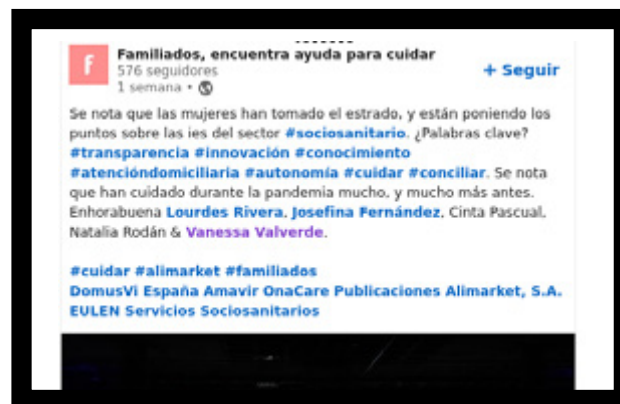 f
Familiados, encuentra ayuda para cuidar
576 seguidores
+ Seguir
1 semana •
Se nota que las mujeres han tomado el estrado, y están poniendo los
puntos sobre las ies del sector #sociosanitario. ¿Palabras clave?
#transparencia #innovación #conocimiento
#atencióndomiciliaria #autonomía #cuidar #conciliar. Se nota
que han cuidado durante la pandemia mucho, y mucho más antes.
Enhorabuena Lourdes Rivera, Josefina Fernández, Cinta Pascual,
Natalia Rodán & Vanessa Valverde.
#cuidar #alimarket #familiados
DomusVi España Amavir OnaCare Publicaciones Alimarket, S.A.
EULEN Servicios Sociosanitarios